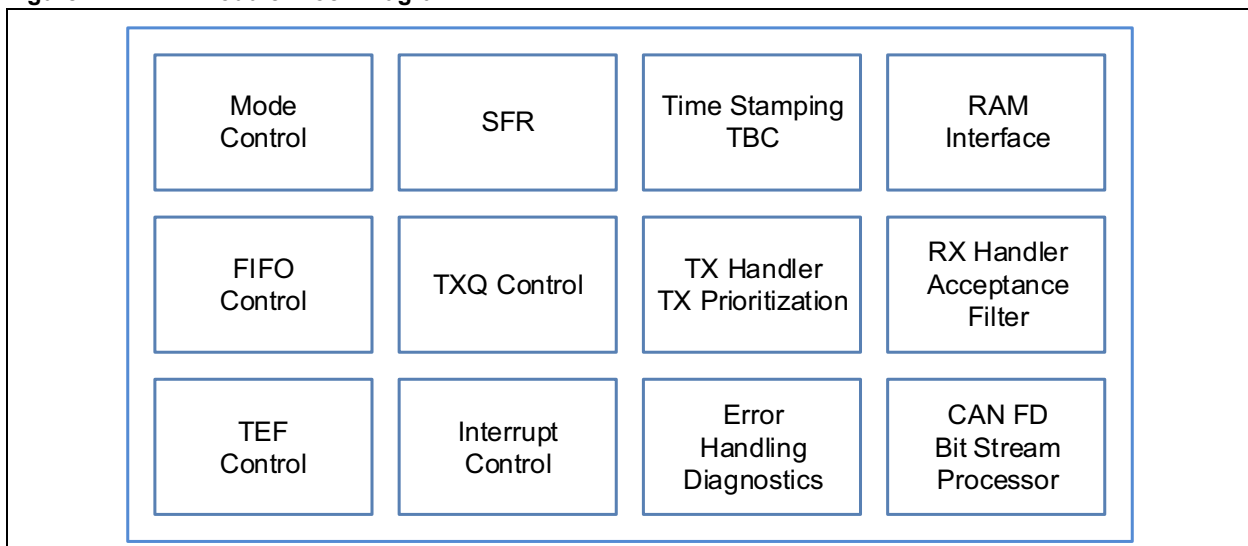 Mode
Control
SFR
Time Stamping
TBC
RAM
Interface
FIFO
Control
TXQ Control
TX Handler
TX Prioritization
RX Handler
Acceptance
Filter
TEF
Control
Interrupt
Control
Error
Handling
Diagnostics
CAN FD
Bit Stream
Processor